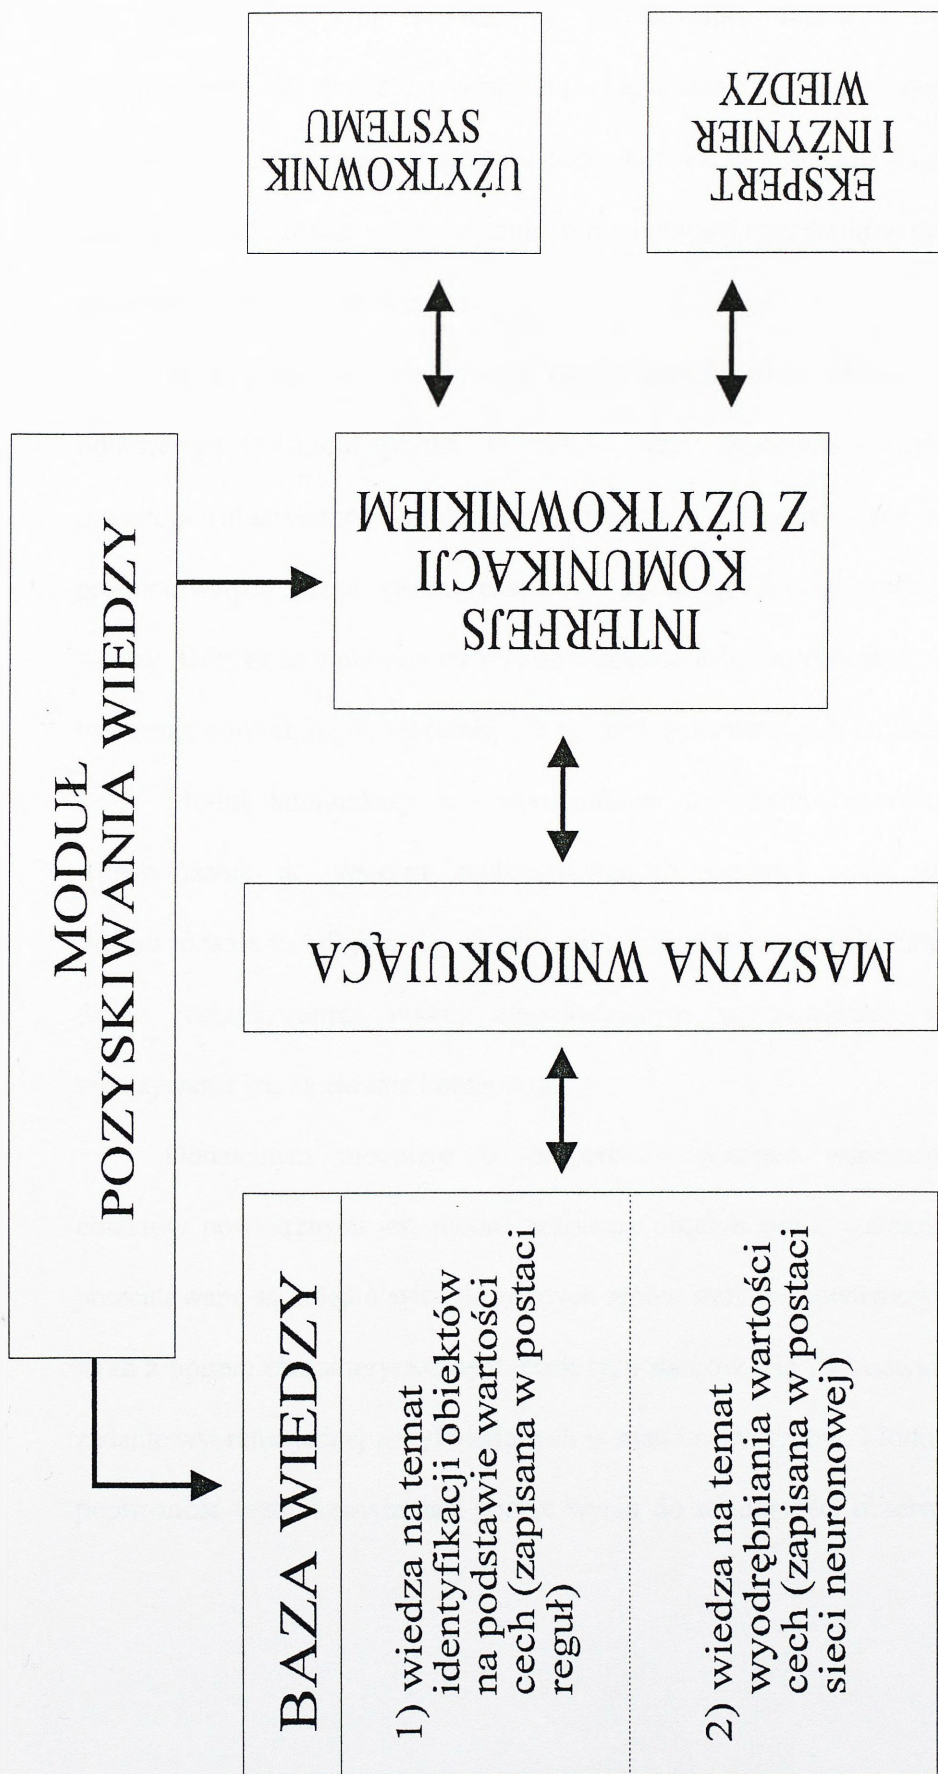 MODUŁ
POZYSKIWANIA WIEDZY
BAZA WIEDZY
1) wiedza na temat
identyfikacji obiektów
na podstawie wartości
cech (zapisana w postaci
reguł)
2) wiedza na temat
wyodrębniania wartości
cech (zapisana w postaci
sieci neuronowej)
MASZYNA WNIOSKUJĄCA
INTERFEJS
KOMUNIKACJI
Z UŻYTKOWNIKIEM
UŻYTKOWNIK
SYSTEMU
EKSPERT
I INŻYNIER
WIEDZY